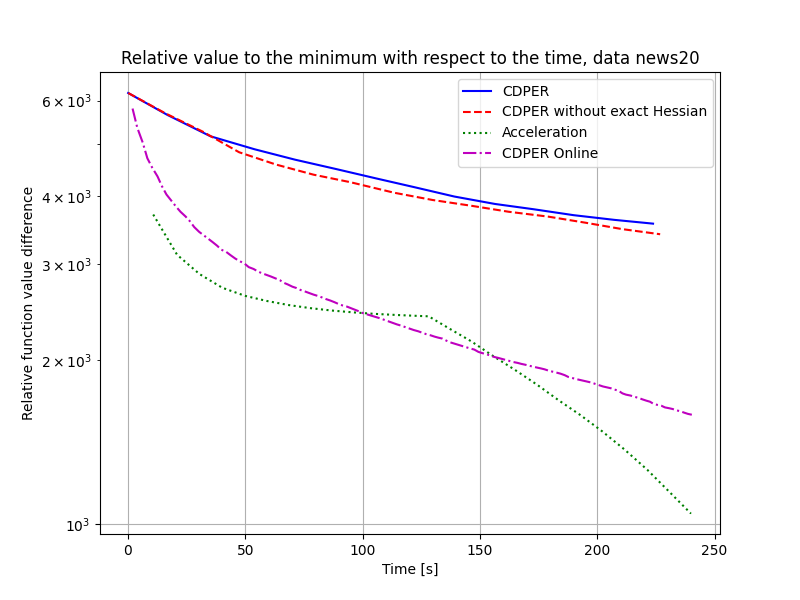 Relative value to the minimum with respect to the time, data news20
CDPER
CDPER without exact Hessian
Acceleration
CDPER Online
6 × 10³
4 × 10³
3 × 10³
2 × 10³
10³
Relative function value difference
0 50 100 150 200 250
Time [s]